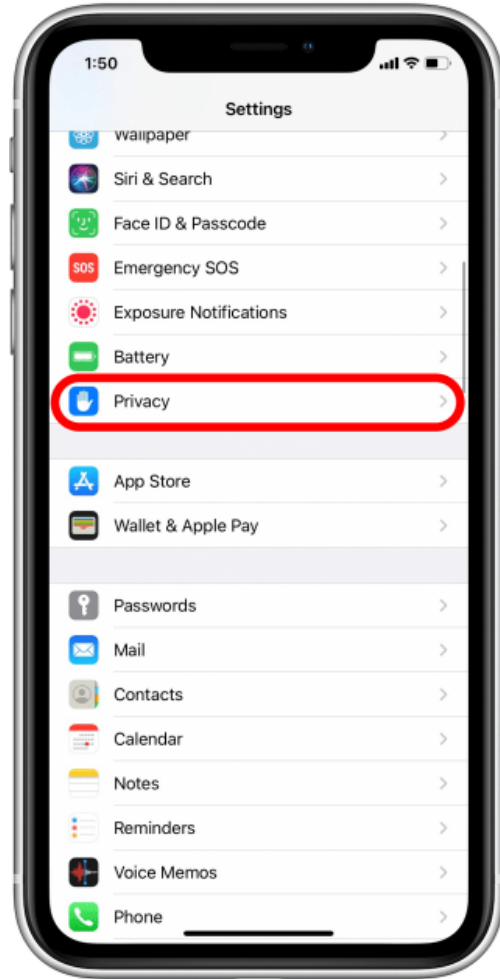 1:50
Settings
Wallpaper
Siri & Search
Face ID & Passcode
SOS Emergency SOS
Exposure Notifications
Battery
Privacy
App Store
Wallet & Apple Pay
Passwords
Mail
Contacts
Calendar
Notes
Reminders
Voice Memos
Phone